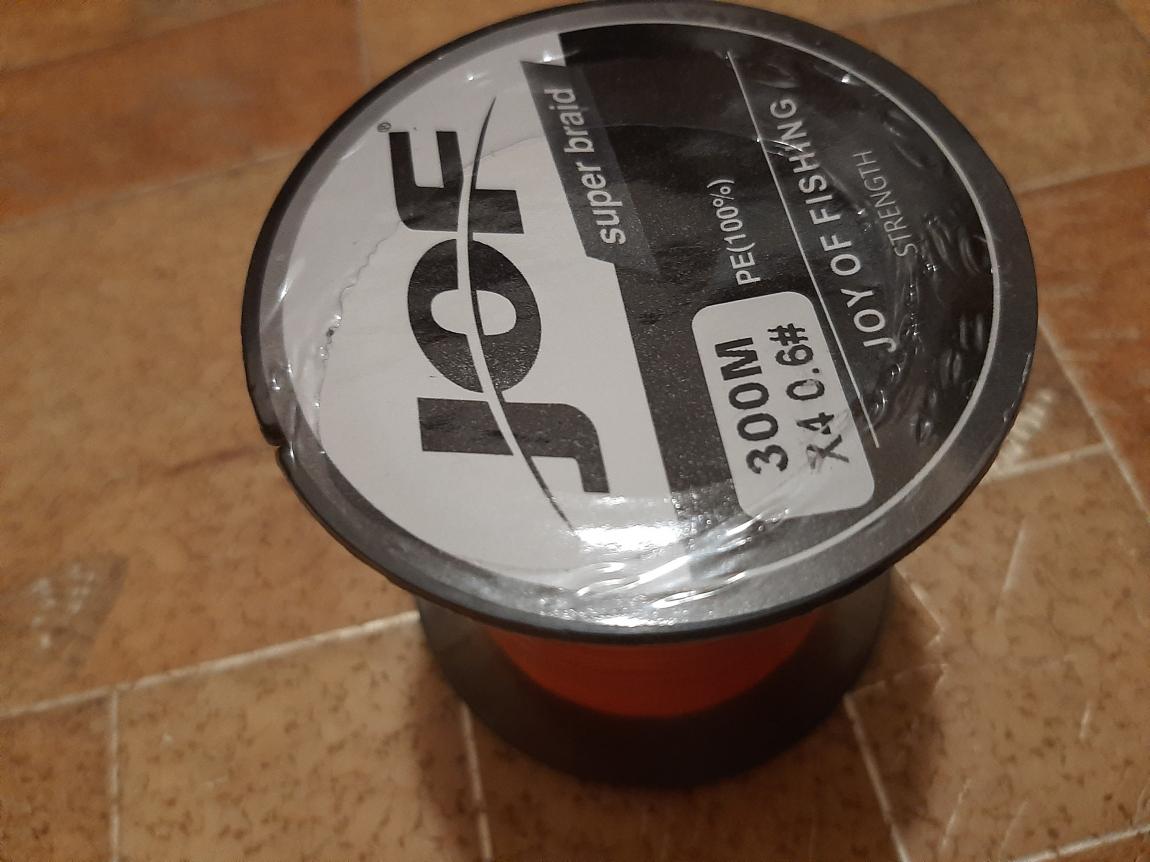 JOF®
super braid
PE(100%)
300M
X4 0.6#
JOY OF FISHING
STRENGTH